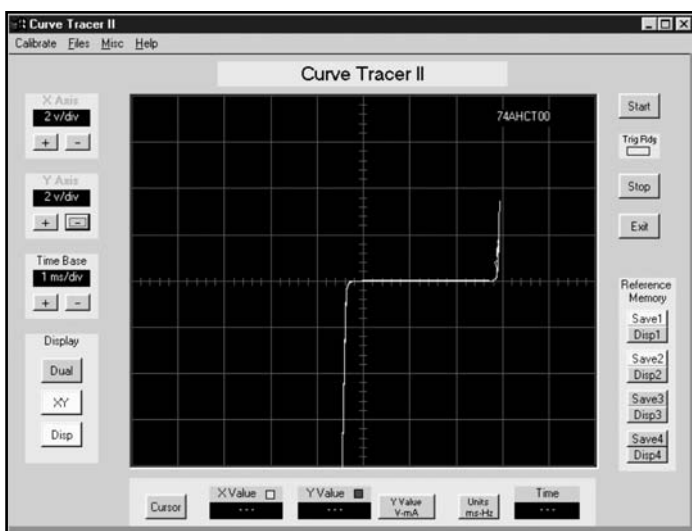 Curve Tracer II
Calibrate Files Misc Help
Curve Tracer II
X Axis
2 v/div
+ -
Y Axis
2 v/div
+ -
Time Base
1 ms/div
+ -
Display
Dual
XY
Disp
74AHCT00
Start
Trig Rdy
Stop
Exit
Reference
Memory
Save1
Disp1
Save2
Disp2
Save3
Disp3
Save4
Disp4
Cursor
X Value
---
Y Value
---
Y Value
V-mA
Units
ms-Hz
Time
---